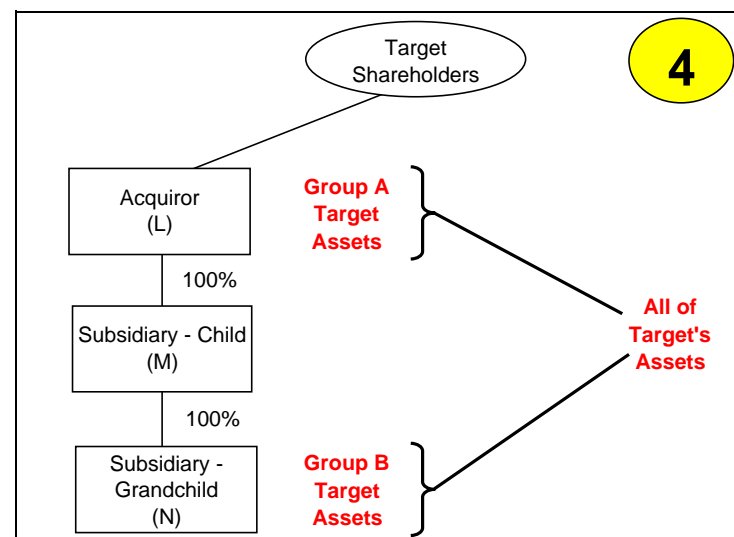 Target
Shareholders
4
Acquiror
(L)
Group A
Target
Assets
100%
Subsidiary - Child
(M)
All of
Target's
Assets
100%
Subsidiary -
Grandchild
(N)
Group B
Target
Assets